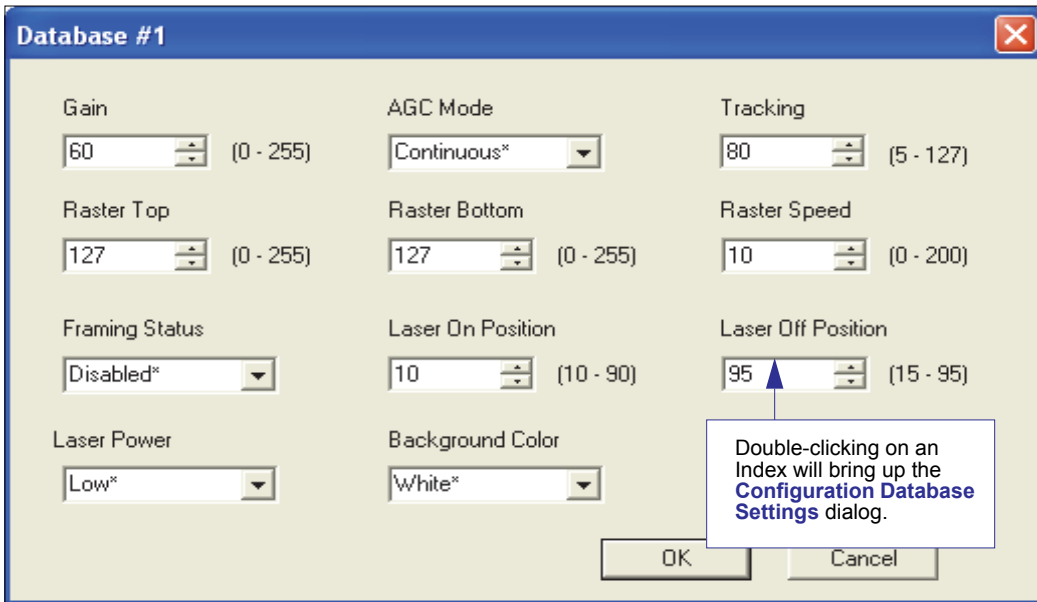 Database #1
Gain AGC Mode Tracking
60 (0 - 255) Continuous* 80 (5 - 127)
Raster Top Raster Bottom Raster Speed
127 (0 - 255) 127 (0 - 255) 10 (0 - 200)
Framing Status Laser On Position Laser Off Position
Disabled* 10 (10 - 90) 95 (15 - 95)
Laser Power Background Color
Low* White*
Double-clicking on an
Index will bring up the
Configuration Database
Settings dialog.
OK Cancel